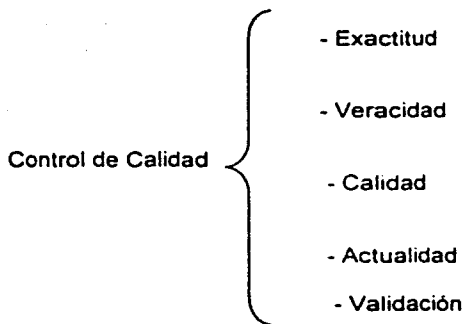 - Exactitud
- Veracidad
Control de Calidad
- Calidad
- Actualidad
- Validación